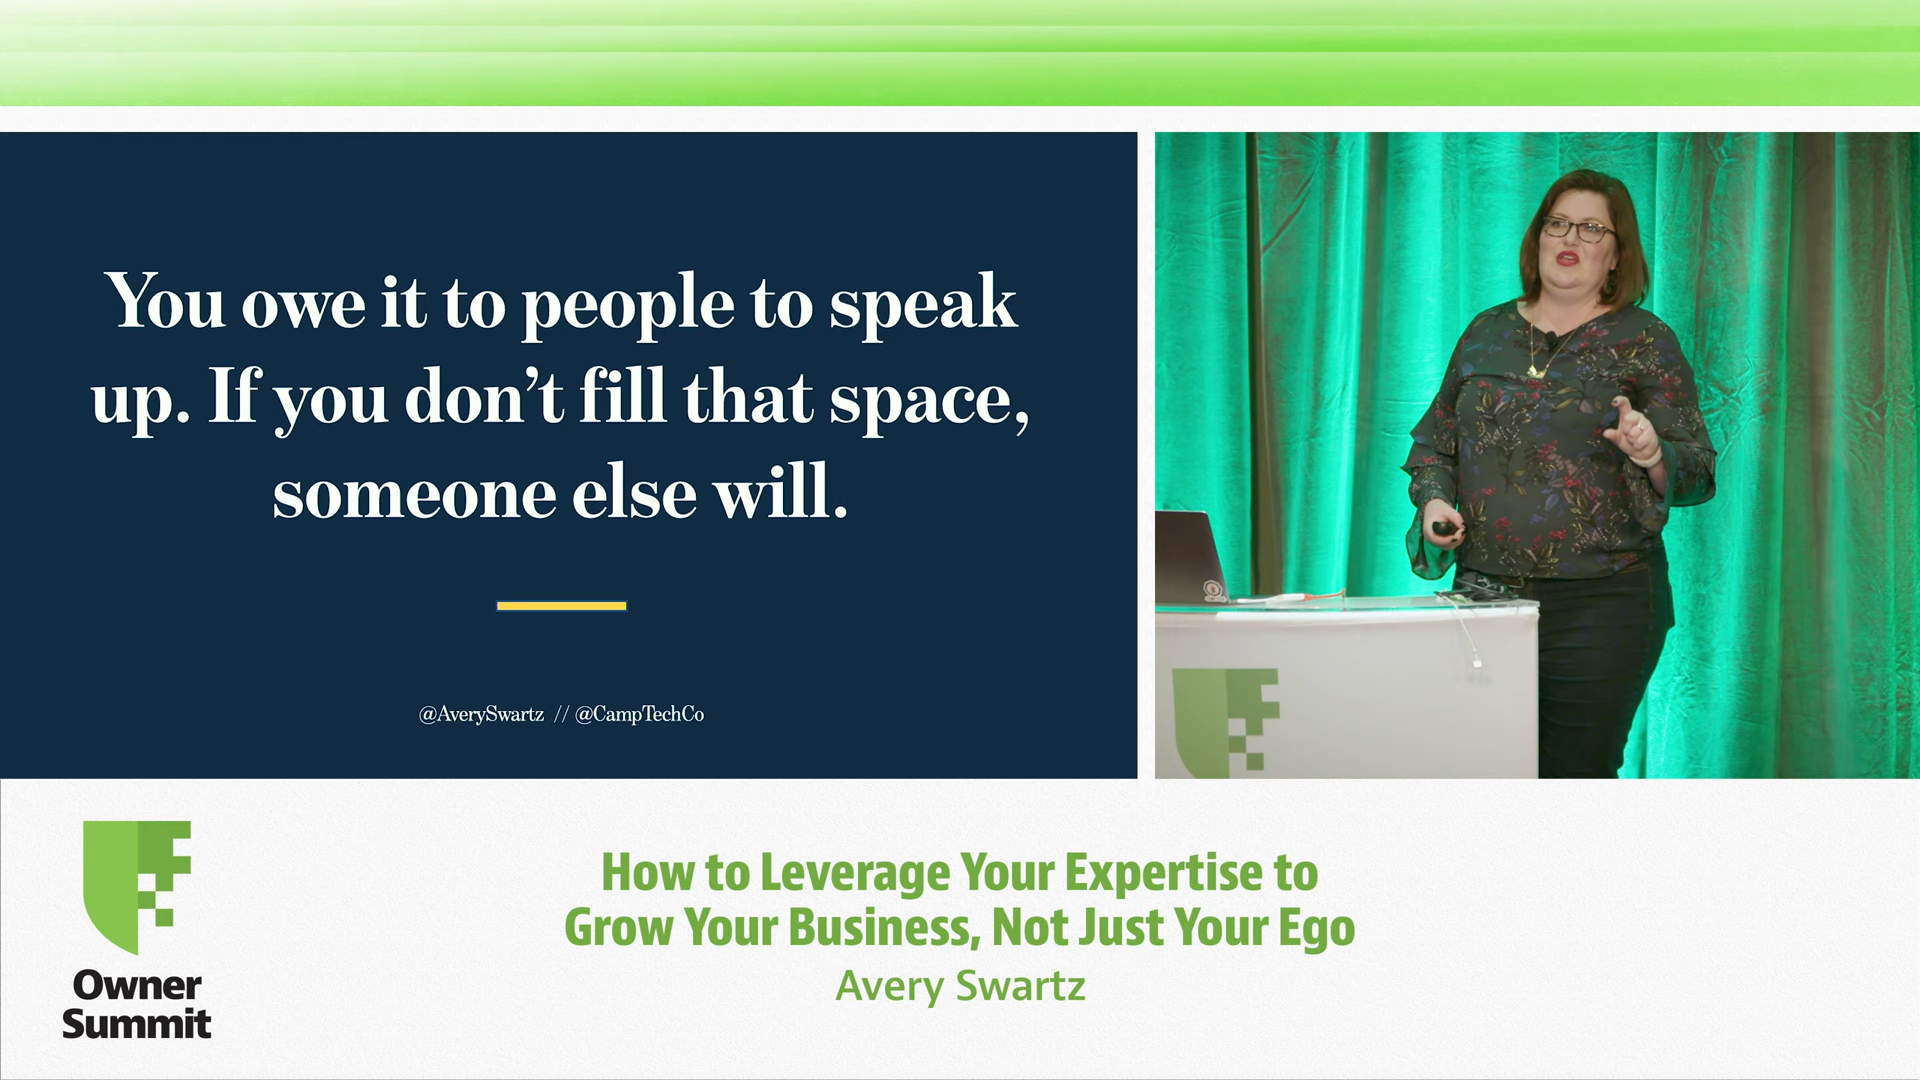 You owe it to people to speak
up. If you don’t fill that space,
someone else will.
@AverySwartz // @CampTechCo
Owner
Summit
How to Leverage Your Expertise to
Grow Your Business, Not Just Your Ego
Avery Swartz